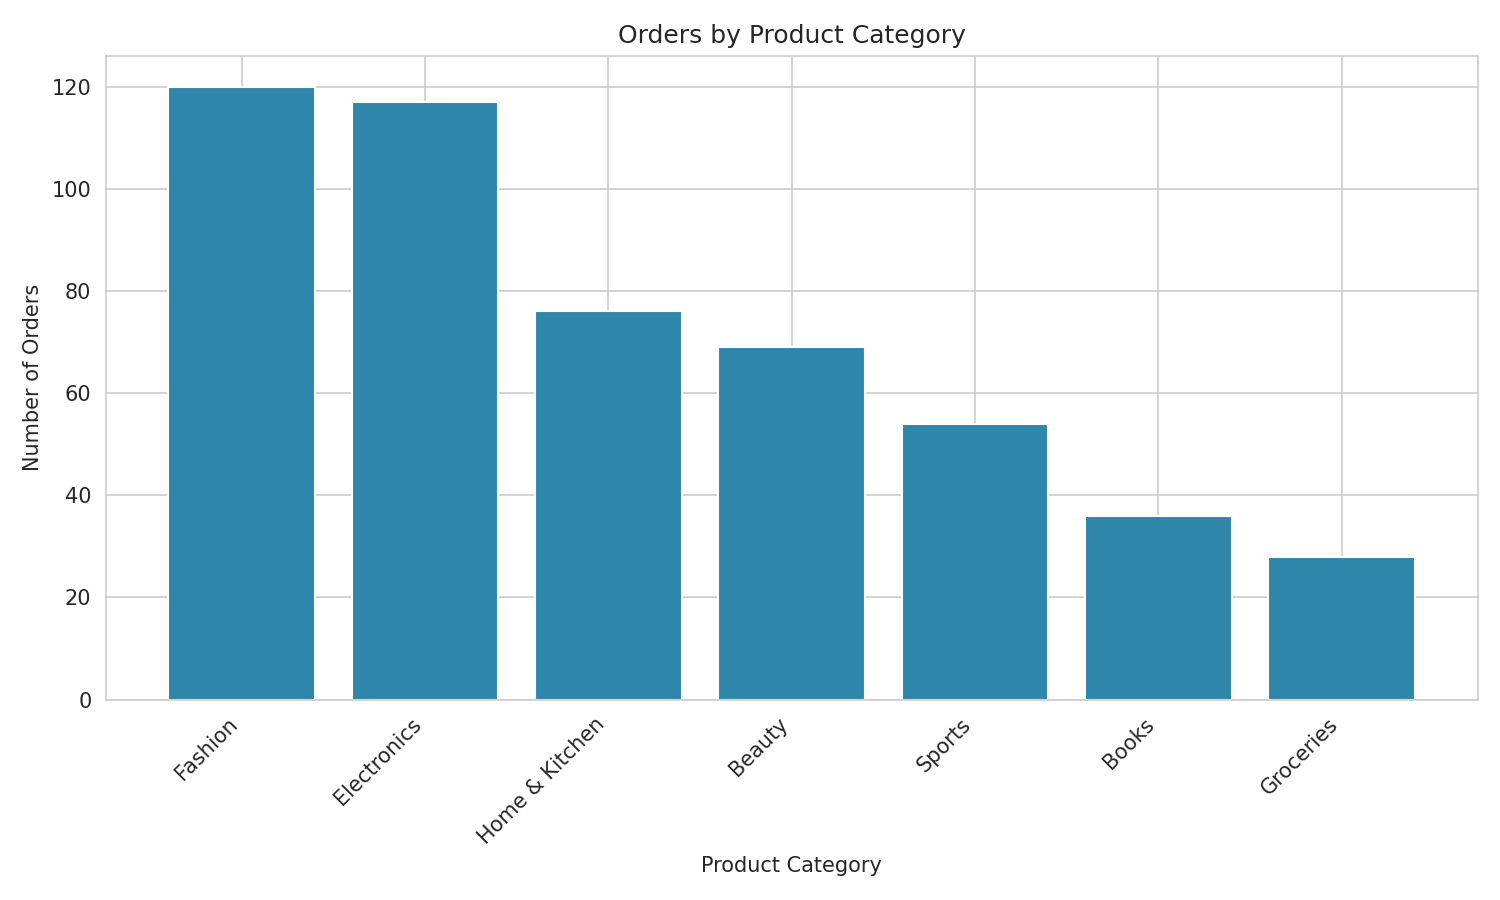 Orders by Product Category
120
100
80
60
40
20
0
Number of Orders
Fashion
Electronics
Home & Kitchen
Beauty
Sports
Books
Groceries
Product Category